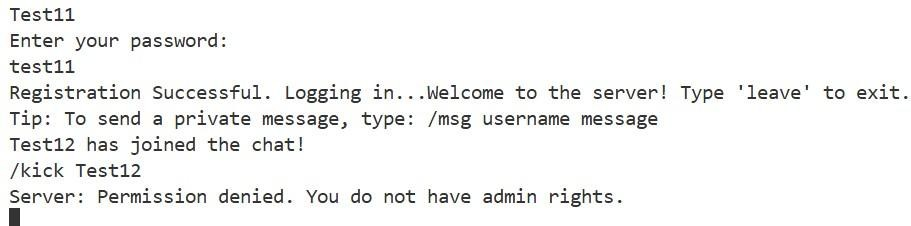 Test11
Enter your password:
test11
Registration Successful. Logging in...Welcome to the server! Type 'leave' to exit.
Tip: To send a private message, type: /msg username message
Test12 has joined the chat!
/kick Test12
Server: Permission denied. You do not have admin rights.